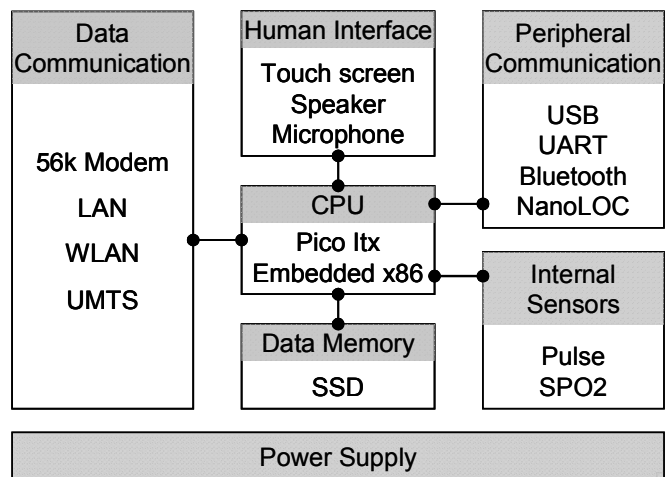 Data
Communication
56k Modem
LAN
WLAN
UMTS
Human Interface
Touch screen
Speaker
Microphone
CPU
Pico Itx
Embedded x86
Data Memory
SSD
Peripheral
Communication
USB
UART
Bluetooth
NanoLOC
Internal
Sensors
Pulse
SPO2
Power Supply